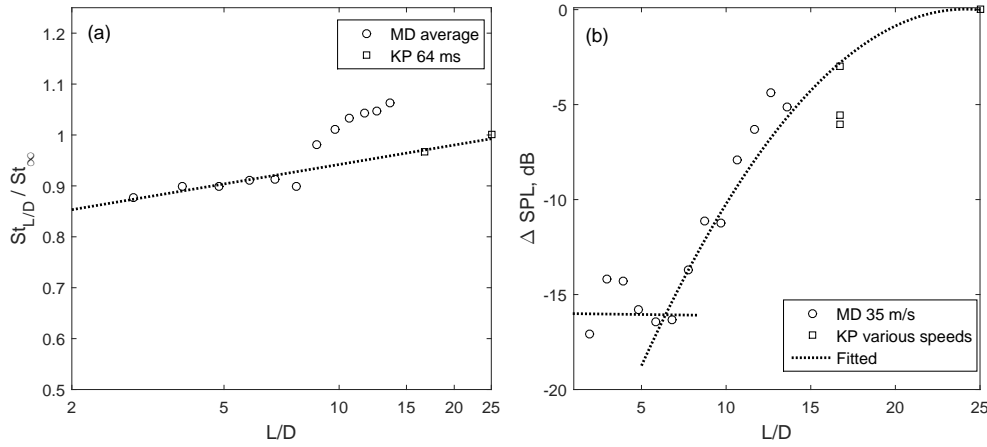 (a)
MD average
KP 64 ms
St_{L/D} / St_∞
1.2
1.1
1
0.9
0.8
0.7
0.6
0.5
2 5 10 15 20 25
L/D
(b)
MD 35 m/s
KP various speeds
Fitted
Δ SPL, dB
0
-5
-10
-15
-20
5 10 15 20 25
L/D